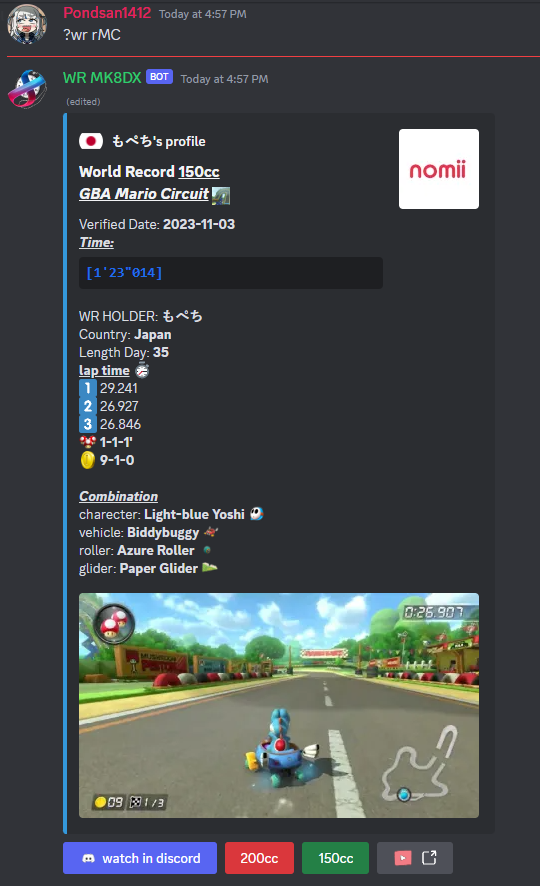 Pondsan1412 Today at 4:57 PM
?wr rMC
WR MK8DX BOT Today at 4:57 PM
(edited)
もぺち's profile
nomii
World Record 150cc
GBA Mario Circuit
Verified Date: 2023-11-03
Time:
[1'23"014]
WR HOLDER: もぺち
Country: Japan
Length Day: 35
lap time
1 29.241
2 26.927
3 26.846
1-1-1'
9-1-0
Combination
charecter: Light-blue Yoshi
vehicle: Biddybuggy
roller: Azure Roller
glider: Paper Glider
0:26.907
09 1/3
watch in discord
200cc
150cc